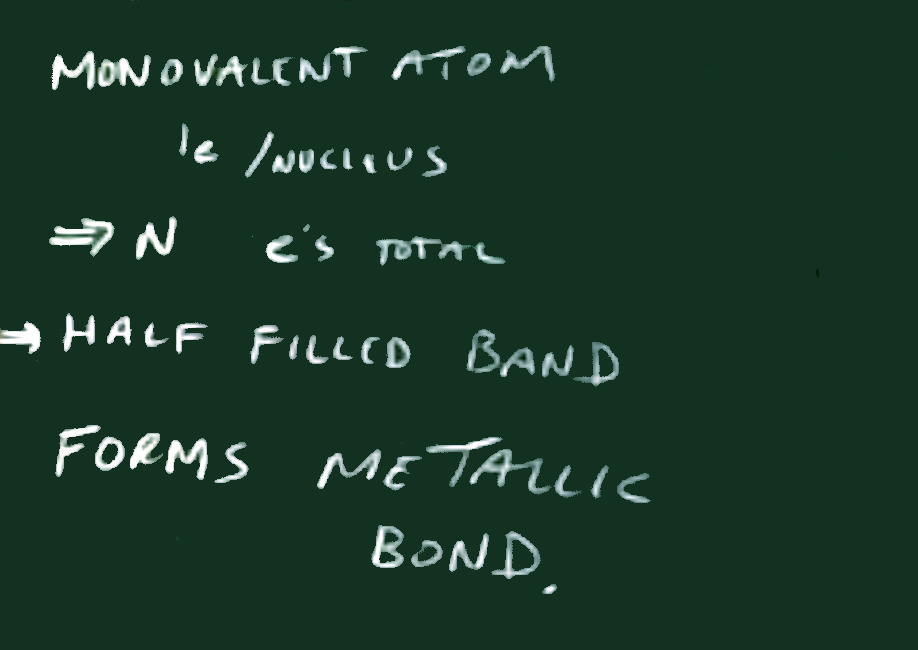 MONOVALENT ATOM
1e /NUCLEUS
⇒ N e's TOTAL
⇒ HALF FILLED BAND
FORMS METALLIC
BOND.